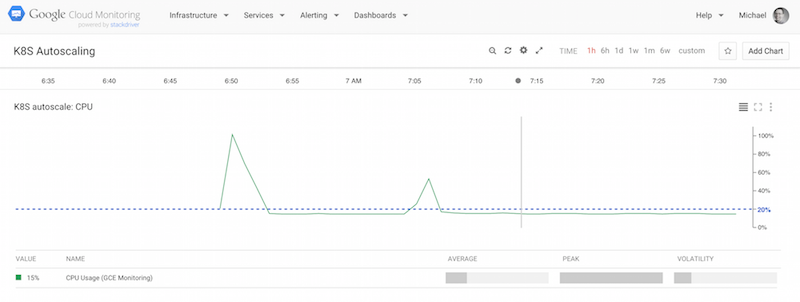 Google Cloud Monitoring Infrastructure Services Alerting Dashboards Help Michael
powered by stackdriver
K8S Autoscaling TIME 1h 6h 1d 1w 1m 6w custom Add Chart
6:35 6:40 6:45 6:50 6:55 7 AM 7:05 7:10 7:15 7:20 7:25 7:30
K8S autoscale: CPU
100%
80%
60%
40%
20%
0%
VALUE NAME AVERAGE PEAK VOLATILITY
15% CPU Usage (GCE Monitoring)